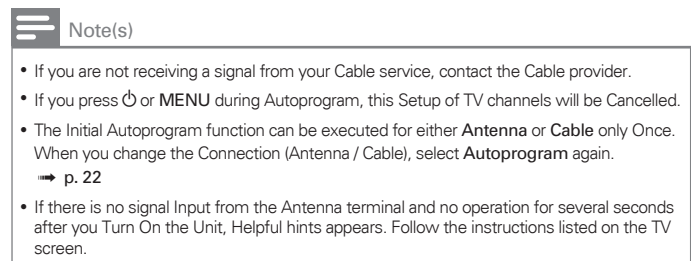 Note(s)
• If you are not receiving a signal from your Cable service, contact the Cable provider.
• If you press ⏻ or MENU during Autoprogram, this Setup of TV channels will be Cancelled.
• The Initial Autoprogram function can be executed for either Antenna or Cable only Once.
When you change the Connection (Antenna / Cable), select Autoprogram again.
➟ p. 22
• If there is no signal Input from the Antenna terminal and no operation for several seconds
after you Turn On the Unit, Helpful hints appears. Follow the instructions listed on the TV
screen.